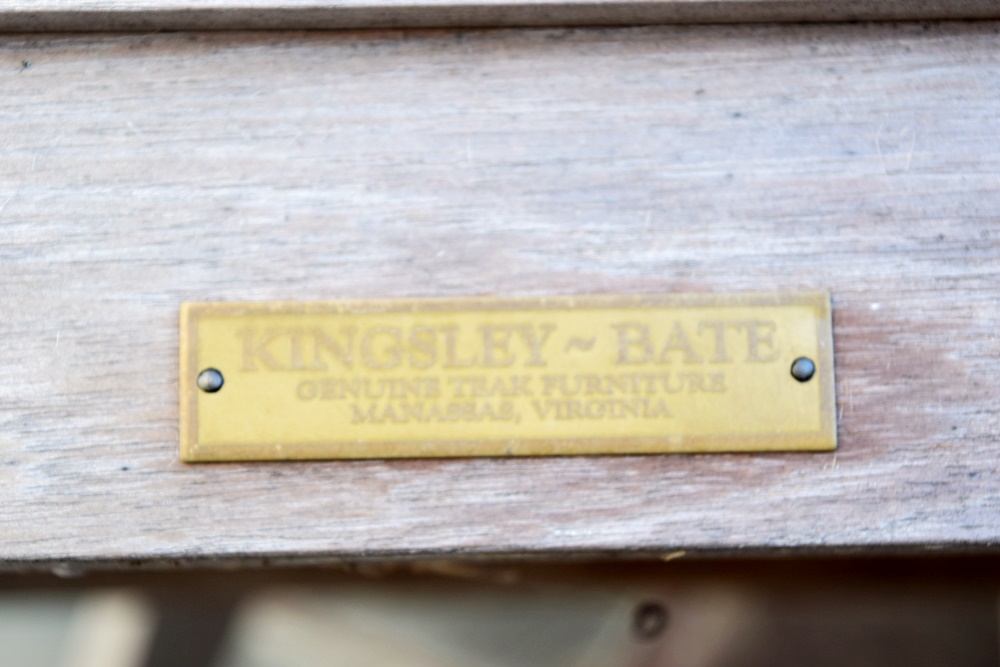 KINGSLEY ~ BATE
GENUINE TEAK FURNITURE
MANASSAS, VIRGINIA